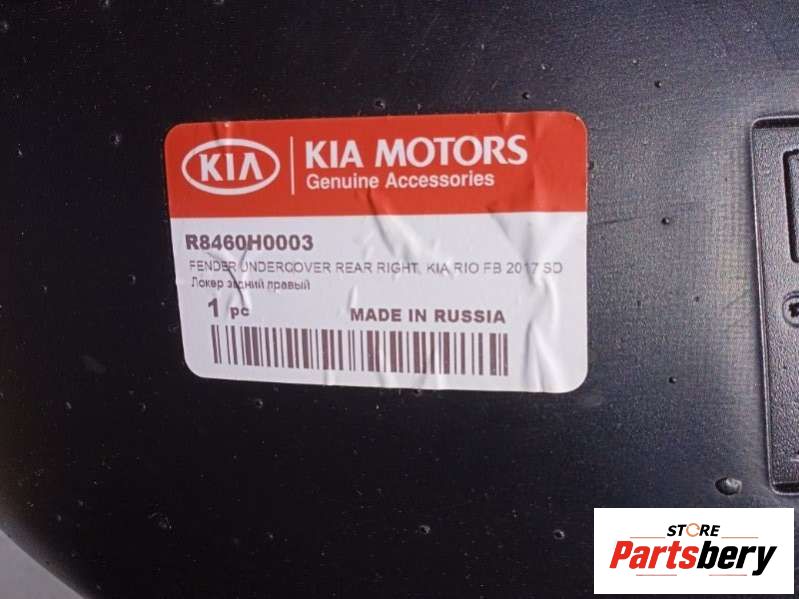 KIA
KIA MOTORS
Genuine Accessories
R8460H0003
FENDER UNDERCOVER REAR RIGHT, KIA RIO FB 2017 SD
Локер задний правый
1 pc MADE IN RUSSIA
STORE
Partsbery